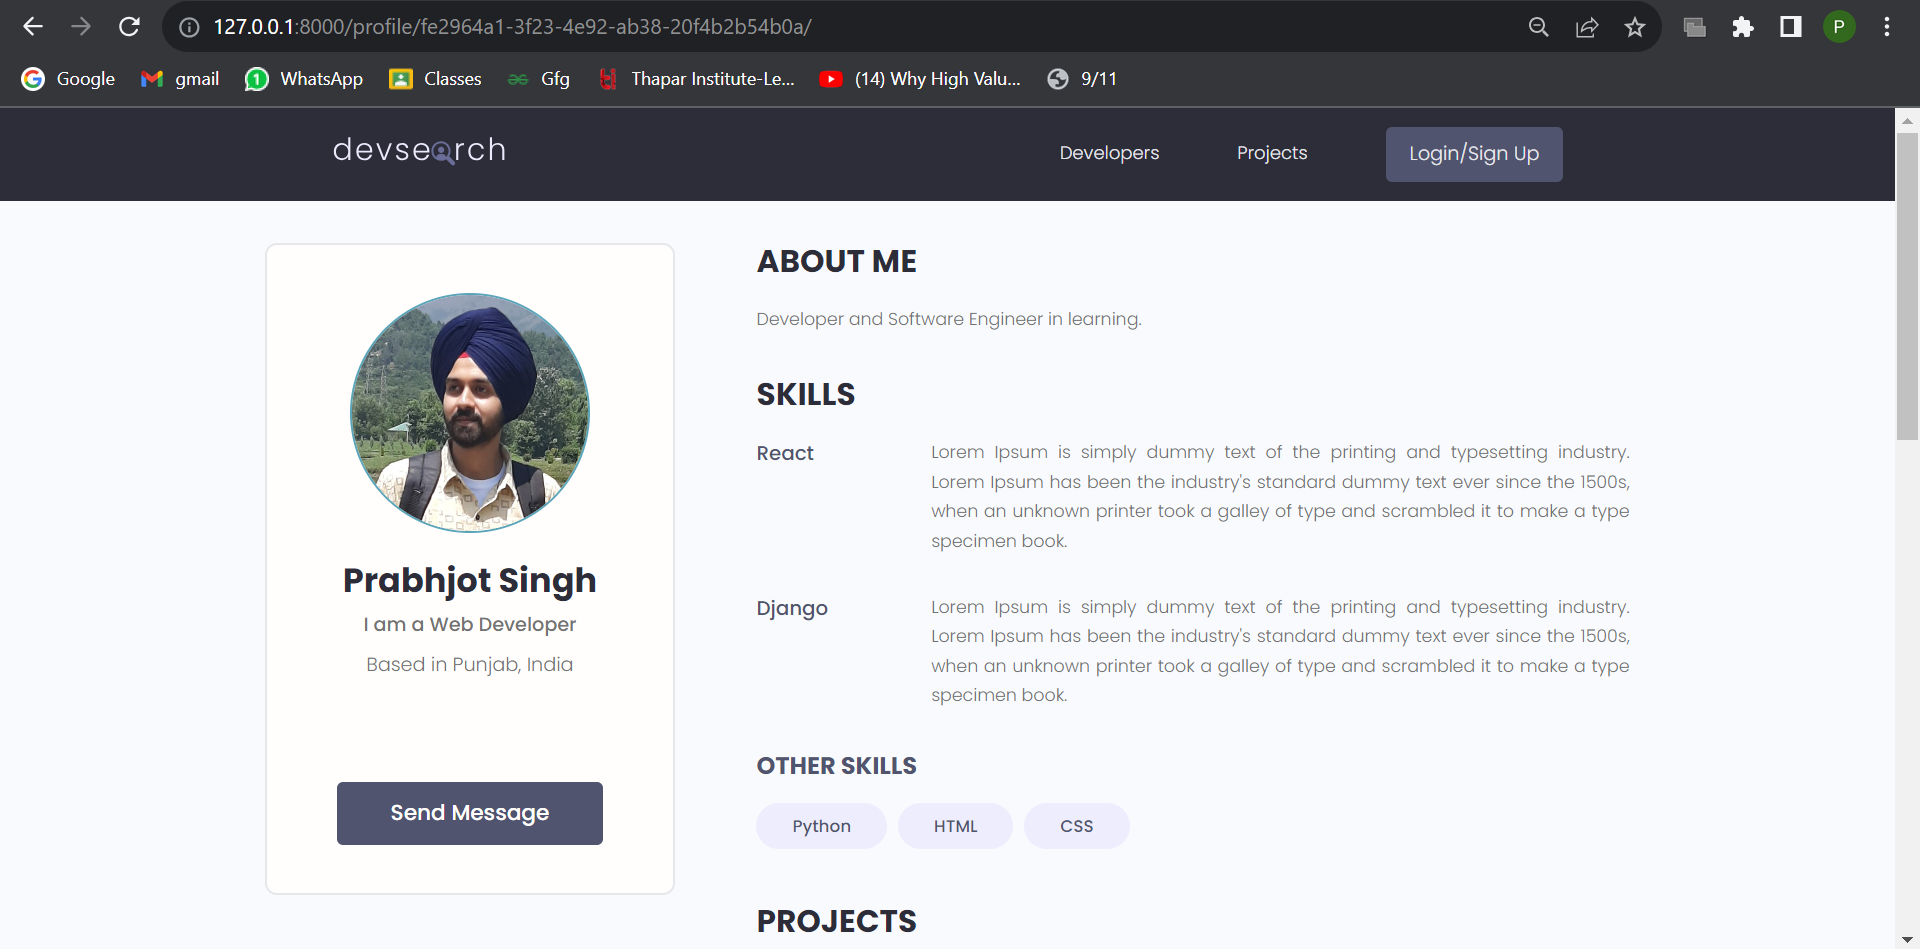 127.0.0.1:8000/profile/fe2964a1-3f23-4e92-ab38-20f4b2b54b0a/
P
Google gmail WhatsApp Classes Gfg Thapar Institute-Le... (14) Why High Valu... 9/11
devsearch Developers Projects Login/Sign Up
Prabhjot Singh
I am a Web Developer
Based in Punjab, India
Send Message
ABOUT ME
Developer and Software Engineer in learning.
SKILLS
React
Lorem Ipsum is simply dummy text of the printing and typesetting industry.
Lorem Ipsum has been the industry's standard dummy text ever since the 1500s,
when an unknown printer took a galley of type and scrambled it to make a type
specimen book.
Django
Lorem Ipsum is simply dummy text of the printing and typesetting industry.
Lorem Ipsum has been the industry's standard dummy text ever since the 1500s,
when an unknown printer took a galley of type and scrambled it to make a type
specimen book.
OTHER SKILLS
Python HTML CSS
PROJECTS